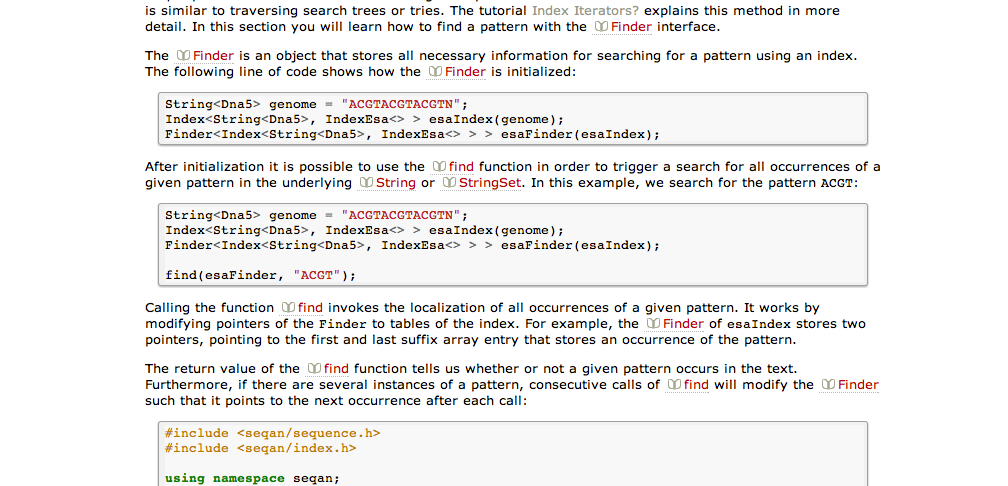 is similar to traversing search trees or tries. The tutorial Index Iterators? explains this method in more
detail. In this section you will learn how to find a pattern with the Finder interface.
The Finder is an object that stores all necessary information for searching for a pattern using an index.
The following line of code shows how the Finder is initialized:
String<Dna5> genome = "ACGTACGTACGTN";
Index<String<Dna5>, IndexEsa<> > esaIndex(genome);
Finder<Index<String<Dna5>, IndexEsa<> > > esaFinder(esaIndex);
After initialization it is possible to use the find function in order to trigger a search for all occurrences of a
given pattern in the underlying String or StringSet. In this example, we search for the pattern ACGT:
String<Dna5> genome = "ACGTACGTACGTN";
Index<String<Dna5>, IndexEsa<> > esaIndex(genome);
Finder<Index<String<Dna5>, IndexEsa<> > > esaFinder(esaIndex);
find(esaFinder, "ACGT");
Calling the function find invokes the localization of all occurrences of a given pattern. It works by
modifying pointers of the Finder to tables of the index. For example, the Finder of esaIndex stores two
pointers, pointing to the first and last suffix array entry that stores an occurrence of the pattern.
The return value of the find function tells us whether or not a given pattern occurs in the text.
Furthermore, if there are several instances of a pattern, consecutive calls of find will modify the Finder
such that it points to the next occurrence after each call:
#include <seqan/sequence.h>
#include <seqan/index.h>
using namespace seqan;